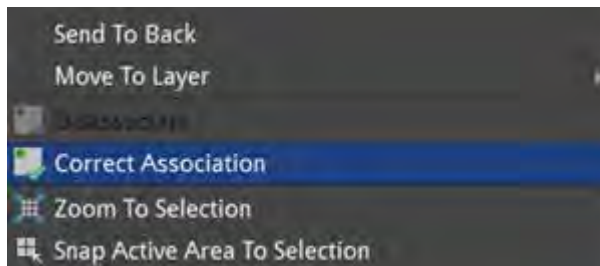 Send To Back
Move To Layer
Correct Association
Zoom To Selection
Snap Active Area To Selection